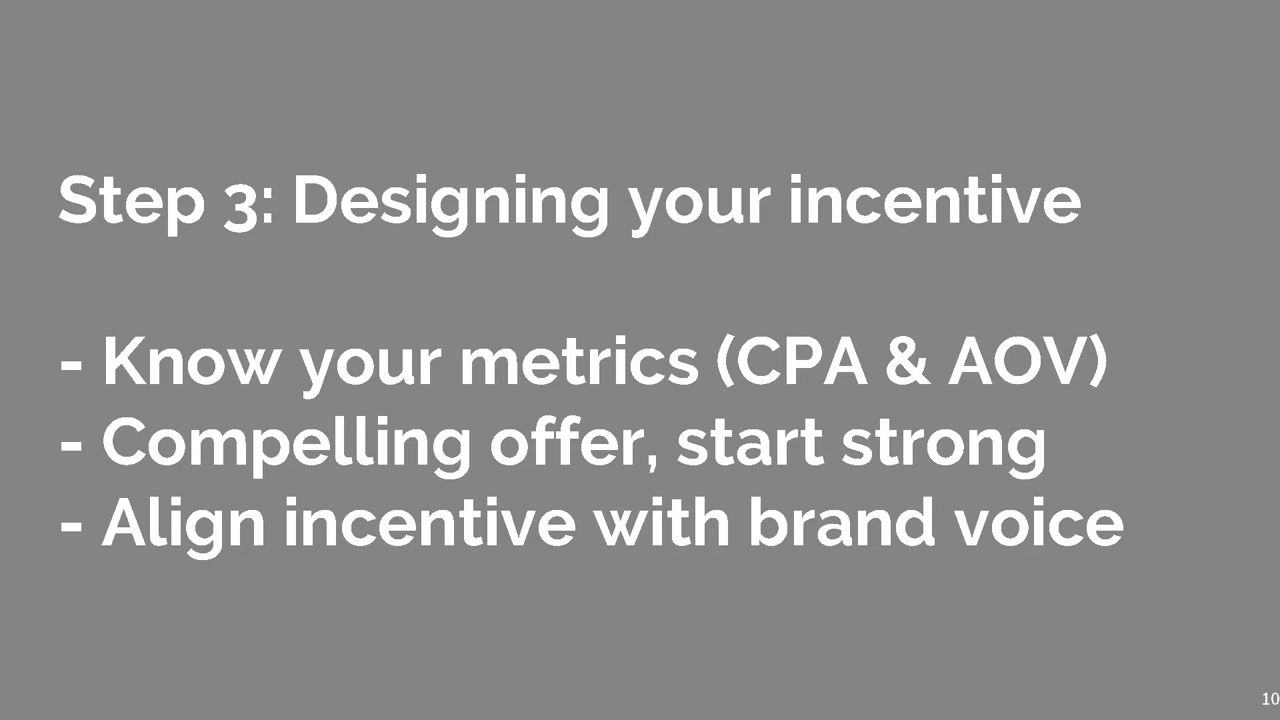 Step 3: Designing your incentive
- Know your metrics (CPA & AOV)
- Compelling offer, start strong
- Align incentive with brand voice
10